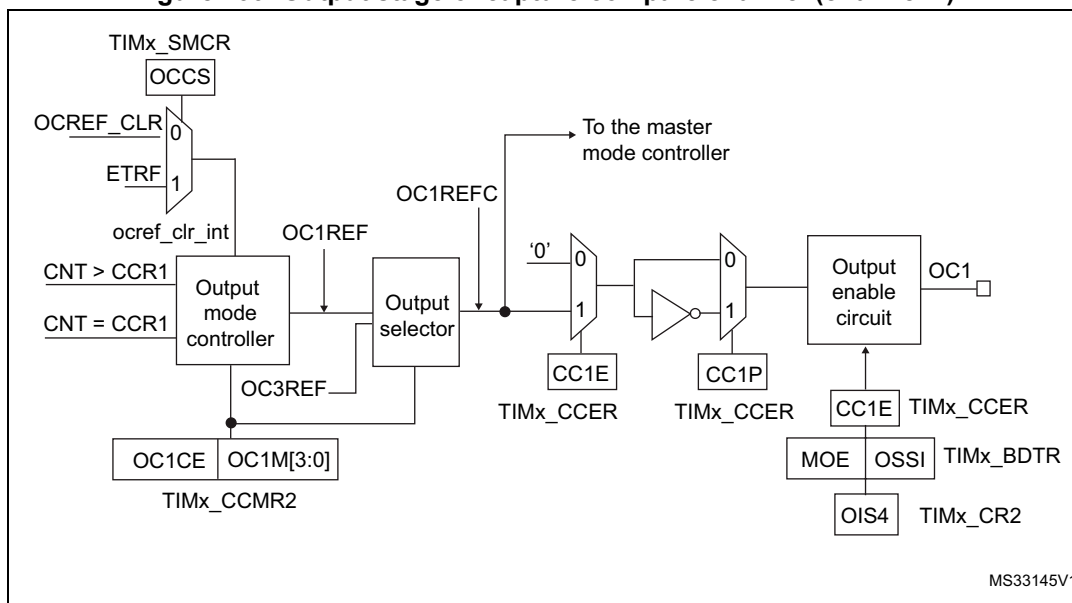 TIMx_SMCR
OCCS
OCREF_CLR
0
ETRF
1
ocref_clr_int
To the master
mode controller
OC1REFC
OC1REF
CNT > CCR1
CNT = CCR1
Output
mode
controller
Output
selector
OC3REF
‘0’
0
1
0
1
Output
enable
circuit
OC1
CC1E
TIMx_CCER
CC1P
TIMx_CCER
CC1E
TIMx_CCER
MOE
OSSI
TIMx_BDTR
OIS4
TIMx_CR2
OC1CE
OC1M[3:0]
TIMx_CCMR2
MS33145V1